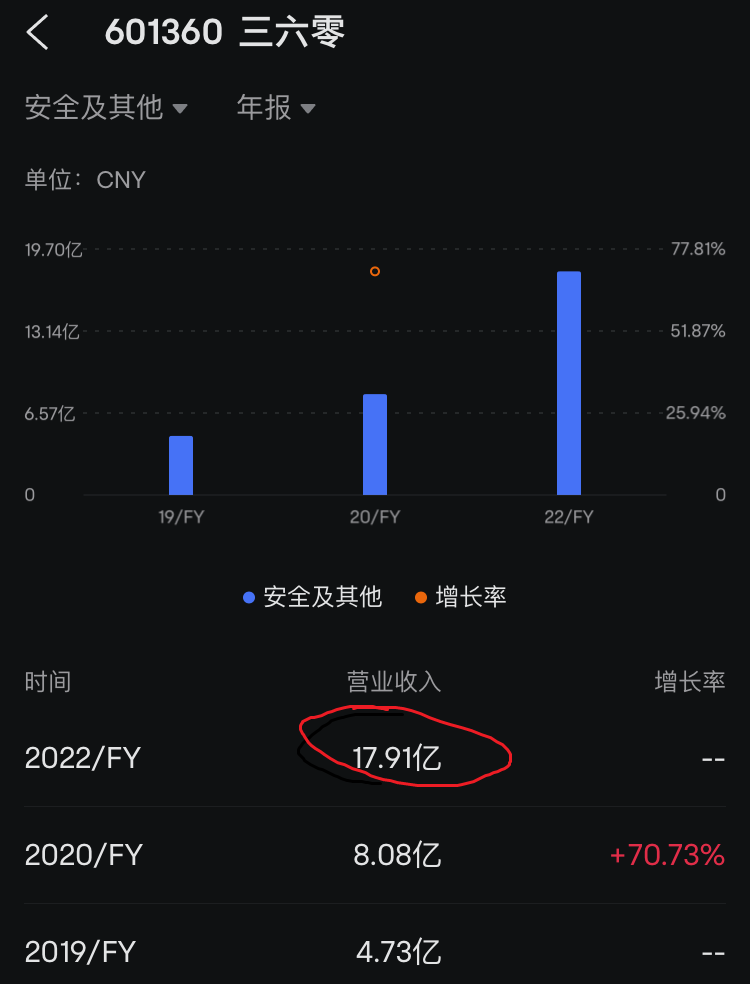 601360 三六零
安全及其他 年报
单位：CNY
19.70亿 77.81%
13.14亿 51.87%
6.57亿 25.94%
0 0
19/FY 20/FY 22/FY
安全及其他 增长率
时间 营业收入 增长率
2022/FY 17.91亿 --
2020/FY 8.08亿 +70.73%
2019/FY 4.73亿 --